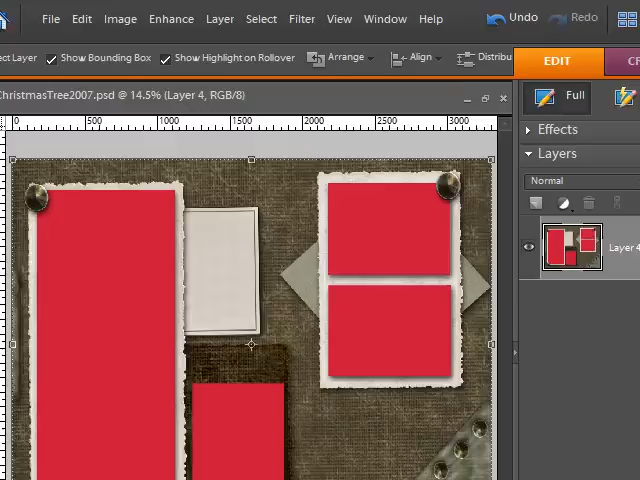 File Edit Image Enhance Layer Select Filter View Window Help Undo Redo
ect Layer Show Bounding Box Show Highlight on Rollover Arrange Align Distribu EDIT
ChristmasTree2007.psd @ 14.5% (Layer 4, RGB/8)
Full
0 500 1000 1500 2000 2500 3000
Effects
Layers
Normal
Layer 4